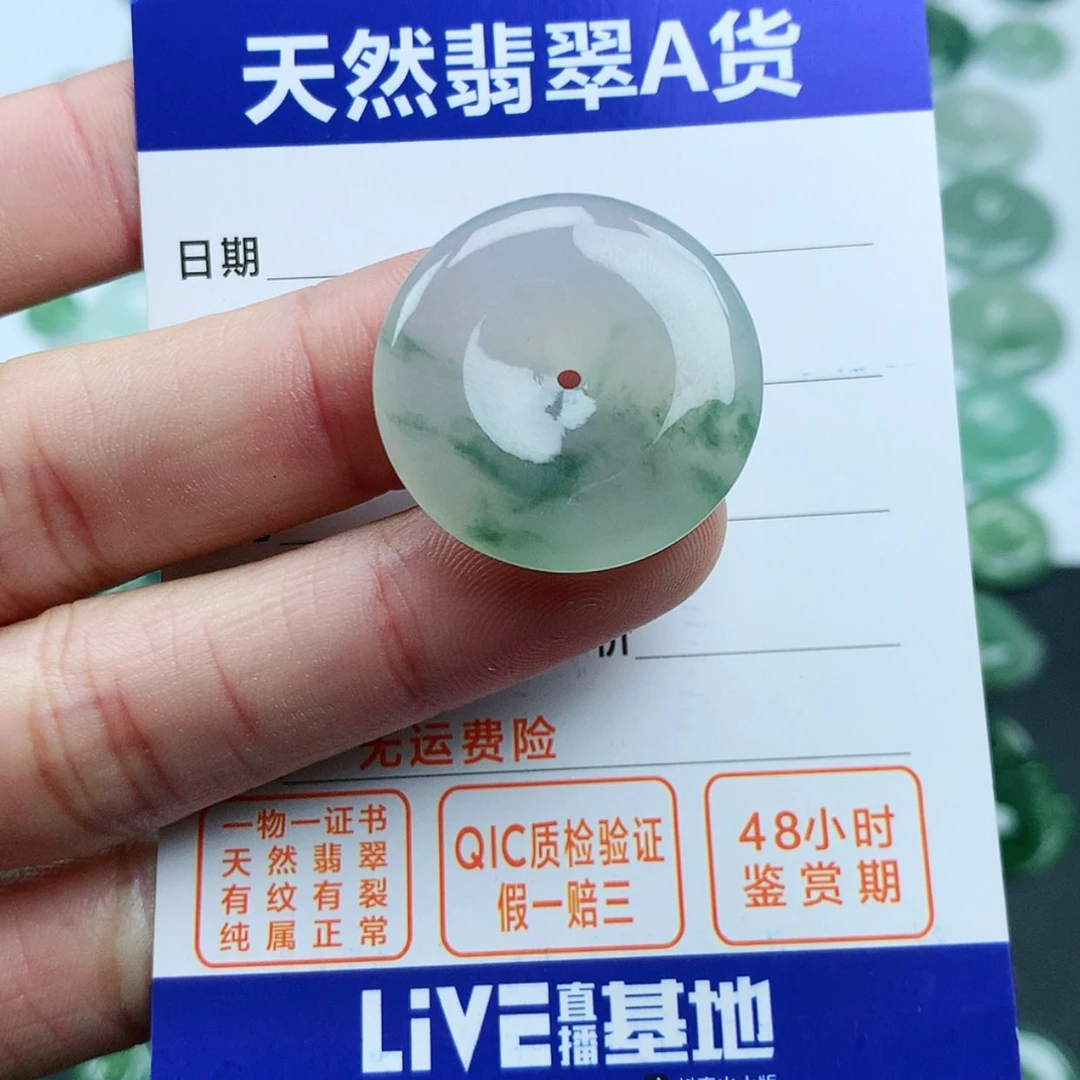 天然翡翠A货
日期
价
无运费险
一物一证书
天然翡翠
有纹有裂
纯属正常
QIC质检验证
假一赔三
48小时
鉴赏期
LiVE直播基地